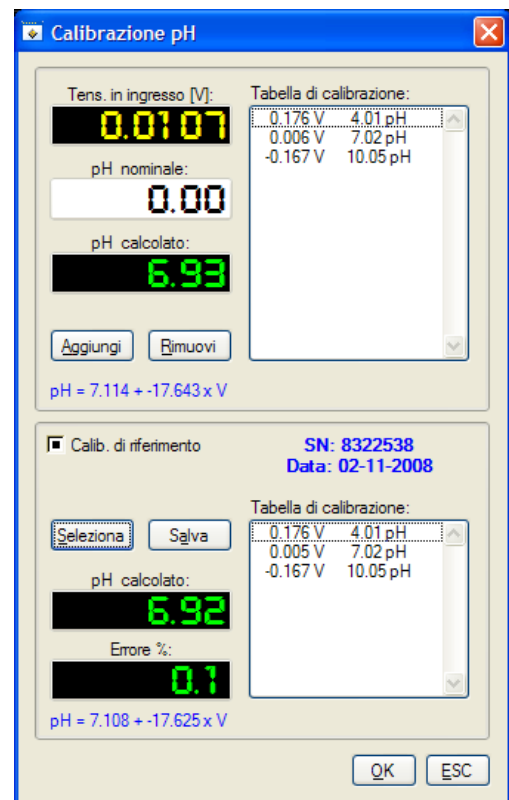 Calibrazione pH
Tens. in ingresso [V]:
0.0107
pH nominale:
0.00
pH calcolato:
6.93
Aggiungi Rimuovi
Tabella di calibrazione:
0.176 V 4.01 pH
0.006 V 7.02 pH
-0.167 V 10.05 pH
pH = 7.114 + -17.643 x V
Calib. di riferimento
SN: 8322538
Data: 02-11-2008
Seleziona Salva
pH calcolato:
6.92
Errore %:
0.1
Tabella di calibrazione:
0.176 V 4.01 pH
0.005 V 7.02 pH
-0.167 V 10.05 pH
pH = 7.108 + -17.625 x V
OK ESC